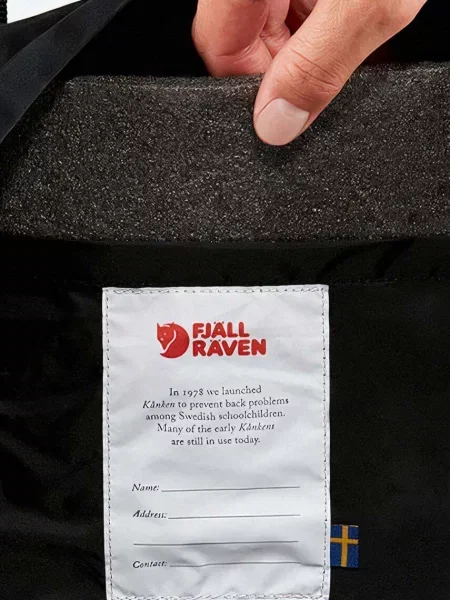 FJÄLL
RÄVEN
In 1978 we launched
Kånken to prevent back problems
among Swedish schoolchildren.
Many of the early Kånkens
are still in use today.
Name:
Address:
Contact: